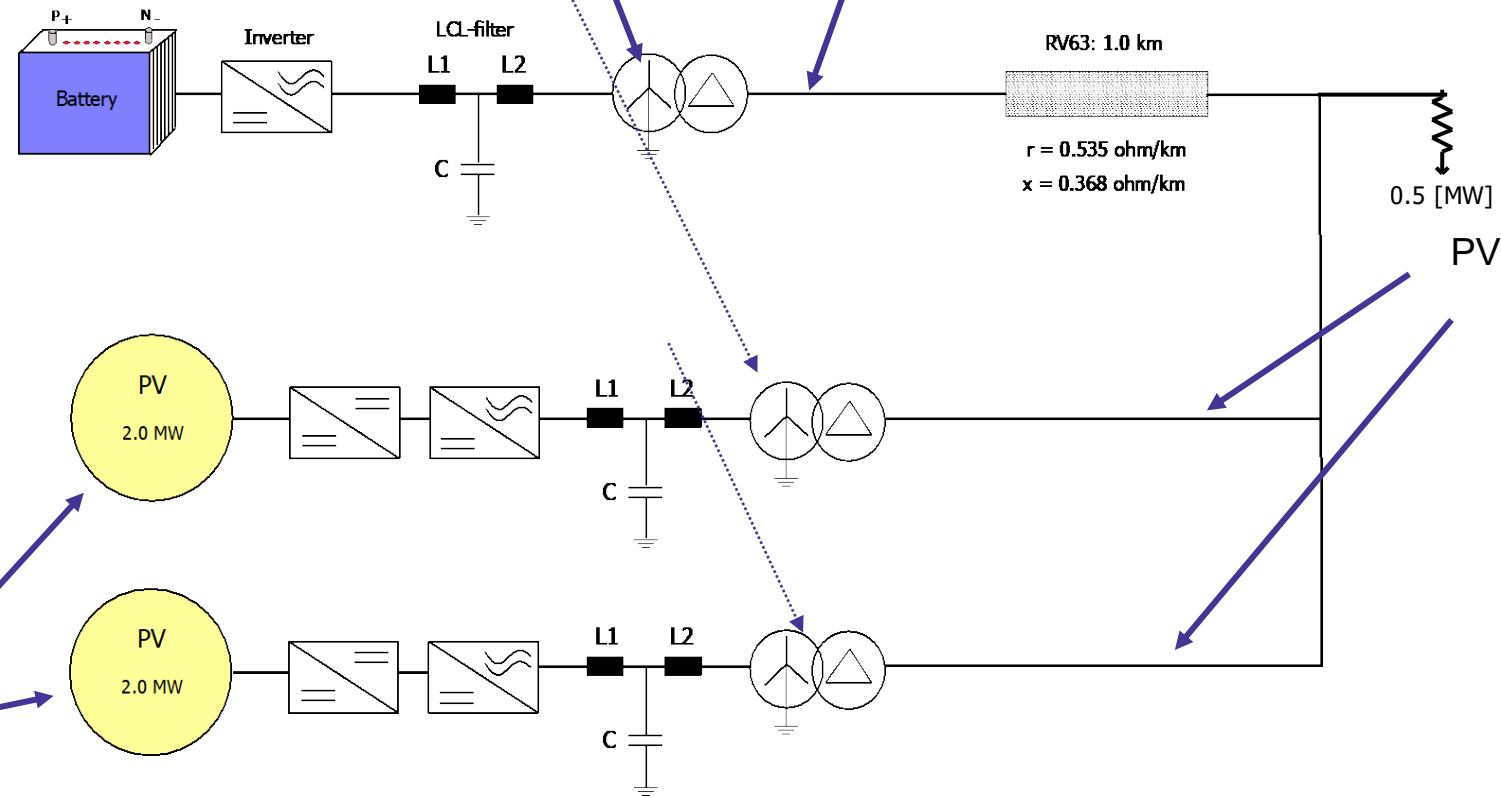 P+ N-
Battery
Inverter
LCL-filter
L1 L2
C
RV63: 1.0 km
r = 0.535 ohm/km
x = 0.368 ohm/km
0.5 [MW]
PV
PV
2.0 MW
L1 L2
C
PV
2.0 MW
L1 L2
C